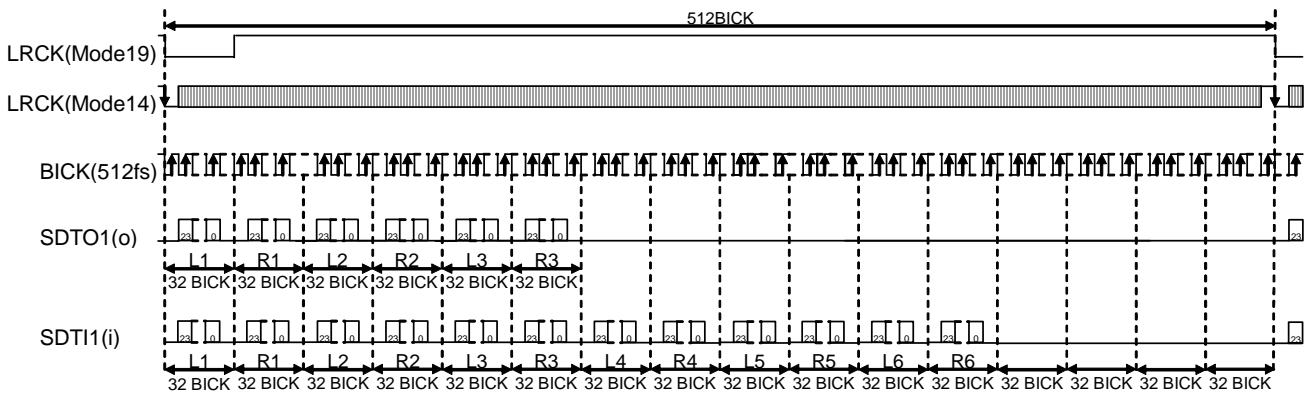 512BICK
LRCK(Mode19)
LRCK(Mode14)
BICK(512fs)
SDTO1(o)
23 0 23 0 23 0 23 0 23 0 23 0 23
L1 R1 L2 R2 L3 R3
32 BICK 32 BICK 32 BICK 32 BICK 32 BICK 32 BICK
SDTI1(i)
23 0 23 0 23 0 23 0 23 0 23 0 23 0 23 0 23 0 23 0 23 0 23 0 23
L1 R1 L2 R2 L3 R3 L4 R4 L5 R5 L6 R6
32 BICK 32 BICK 32 BICK 32 BICK 32 BICK 32 BICK 32 BICK 32 BICK 32 BICK 32 BICK 32 BICK 32 BICK 32 BICK 32 BICK 32 BICK 32 BICK